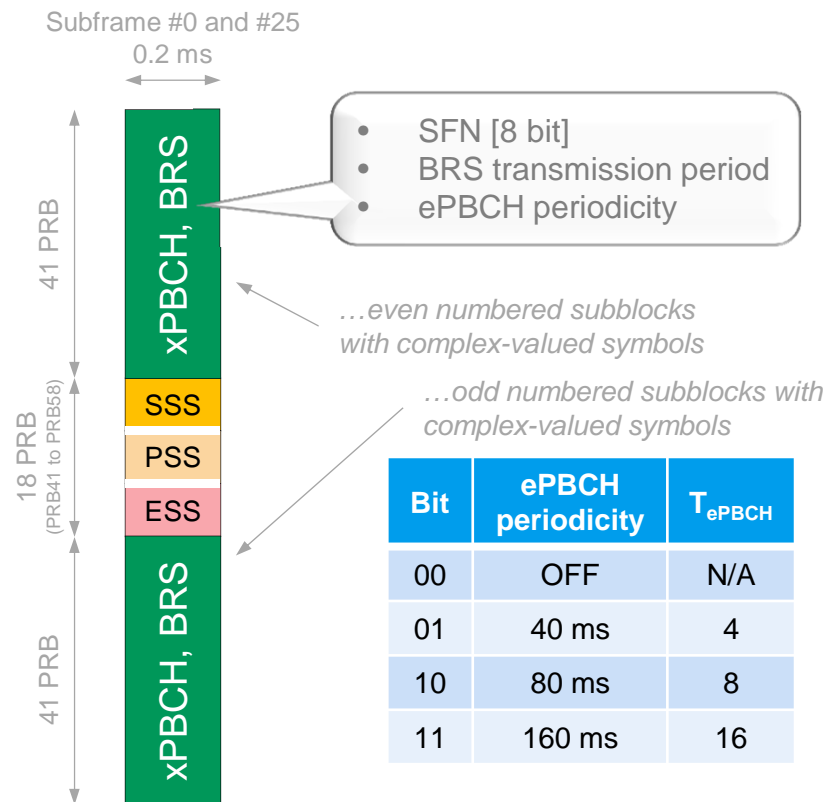 Subframe #0 and #25
0.2 ms
• SFN [8 bit]
• BRS transmission period
• ePBCH periodicity
41 PRB
xPBCH, BRS
…even numbered subblocks
with complex-valued symbols
…odd numbered subblocks with
complex-valued symbols
18 PRB
(PRB41 to PRB58)
SSS
PSS
ESS
41 PRB
xPBCH, BRS
Bit ePBCH periodicity TePBCH
00 OFF N/A
01 40 ms 4
10 80 ms 8
11 160 ms 16